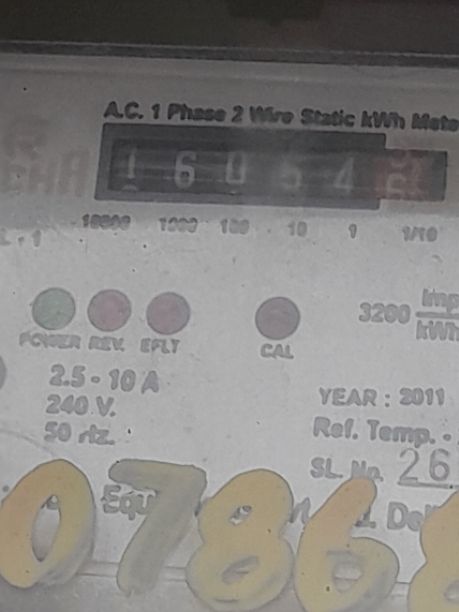 A.C. 1 Phase 2 Wire Static kWh Mete
1 6 0 5 4
10000 1000 100 10 1 1/10
POWER REV. EFLT CAL
3200 Imp
kWh
2.5 - 10 A
240 V.
50 Hz.
YEAR : 2011
Ref. Temp. -
SL. No. 26
07868